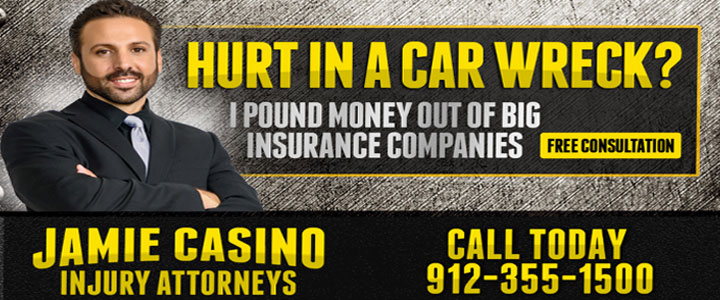 HURT IN A CAR WRECK?
I POUND MONEY OUT OF BIG
INSURANCE COMPANIES
FREE CONSULTATION
JAMIE CASINO
INJURY ATTORNEYS
CALL TODAY
912-355-1500